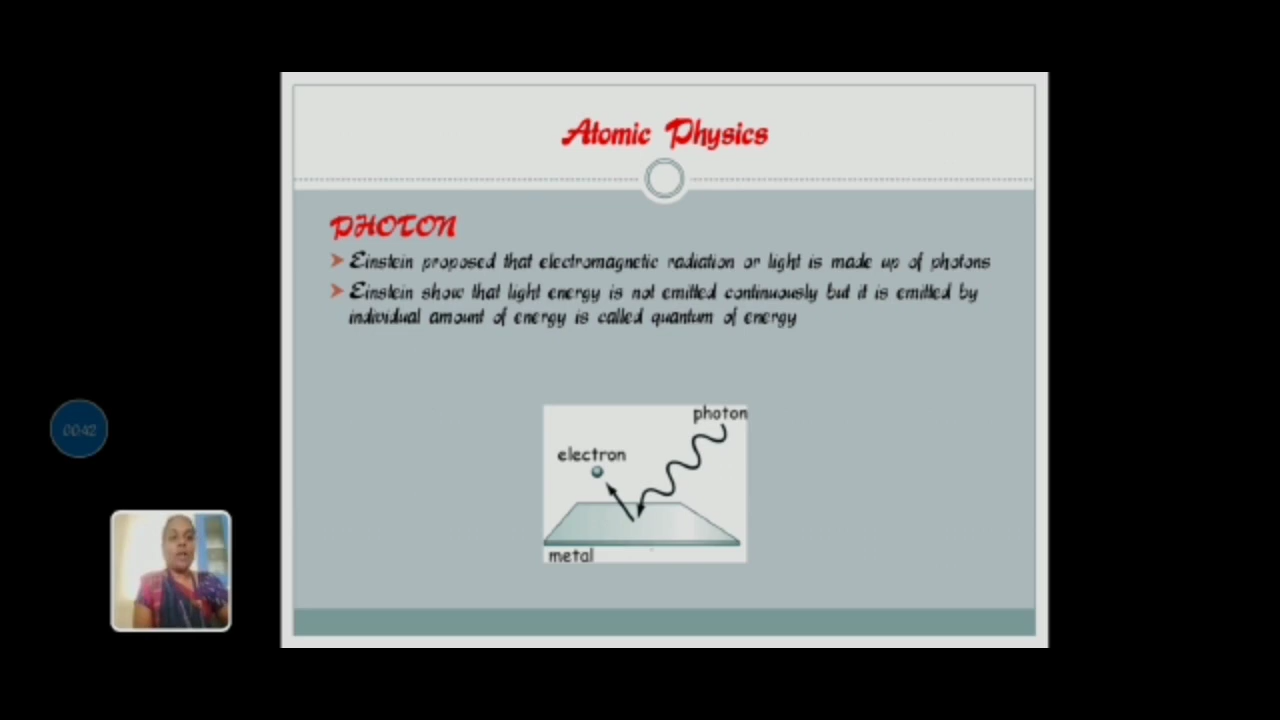 Atomic Physics
PHOTON
Einstein proposed that electromagnetic radiation or light is made up of photons
Einstein show that light energy is not emitted continuously but it is emitted by
individual amount of energy is called quantum of energy
photon
electron
metal
00:42